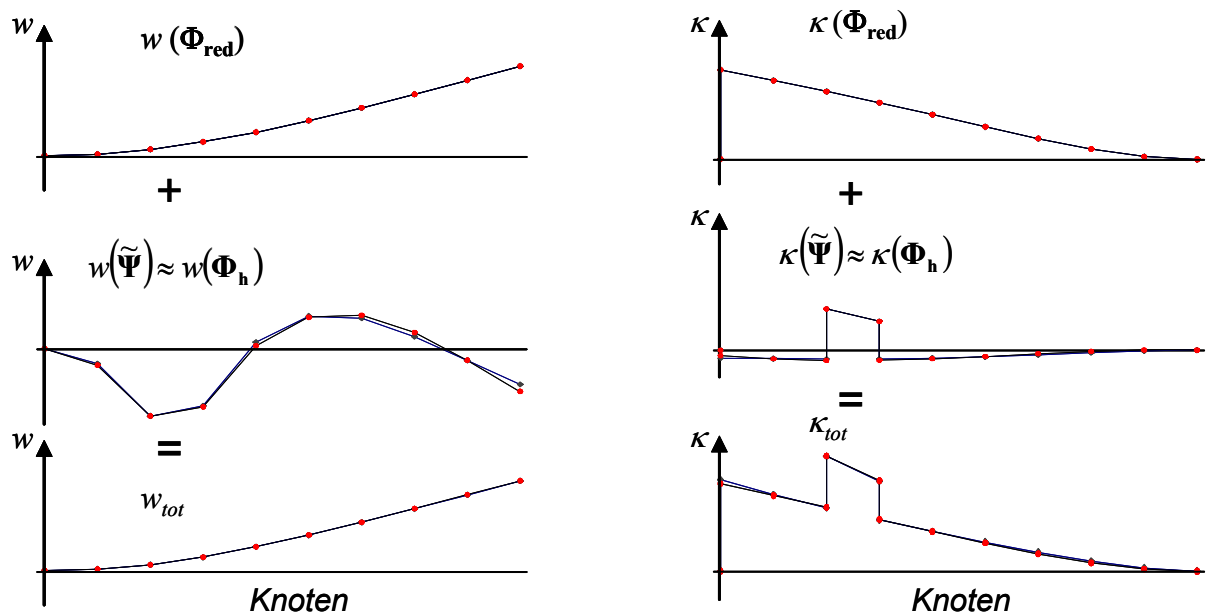 w
w (Φred)
+
w
w(Ψ̃) ≈ w(Φh)
=
w
wtot
Knoten
κ
κ (Φred)
+
κ
κ(Ψ̃) ≈ κ(Φh)
=
κ
κtot
Knoten